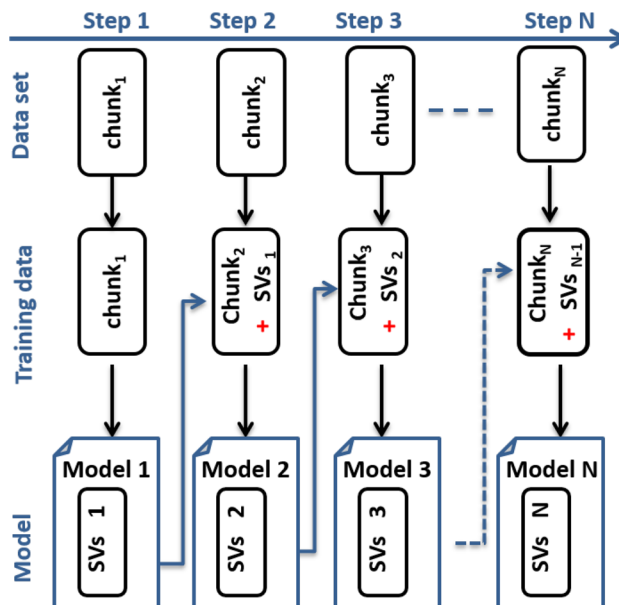 Step 1 Step 2 Step 3 Step N
Data set
chunk1
chunk2
chunk3
chunkN
Training data
chunk1
Chunk2
+ SVs 1
Chunk3
+ SVs 2
ChunkN
+ SVs N-1
Model
Model 1
SVs 1
Model 2
SVs 2
Model 3
SVs 3
Model N
SVs N